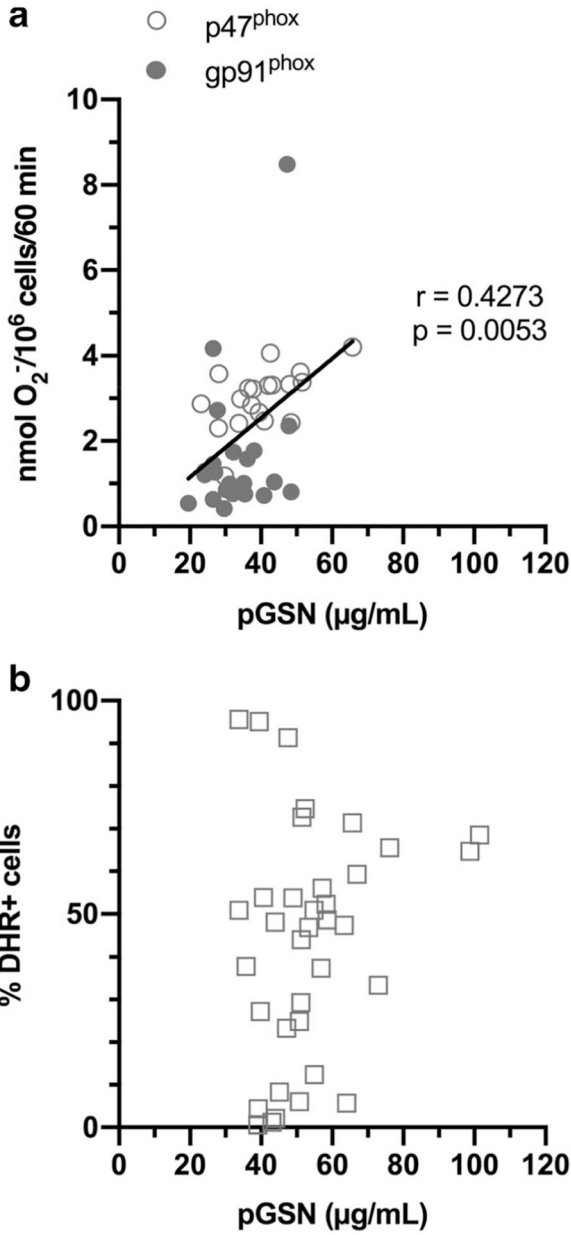 a
p47phox
gp91phox
nmol O2-/10⁶ cells/60 min
10
8
6
4
2
0
r = 0.4273
p = 0.0053
0 20 40 60 80 100 120
pGSN (µg/mL)
b
% DHR+ cells
100
50
0
0 20 40 60 80 100 120
pGSN (µg/mL)